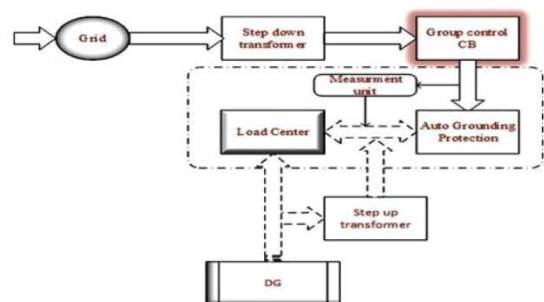 Grid
Step down
transformer
Group control
CB
Measurment
unit
Load Center
Auto Grounding
Protection
Step up
transformer
DG